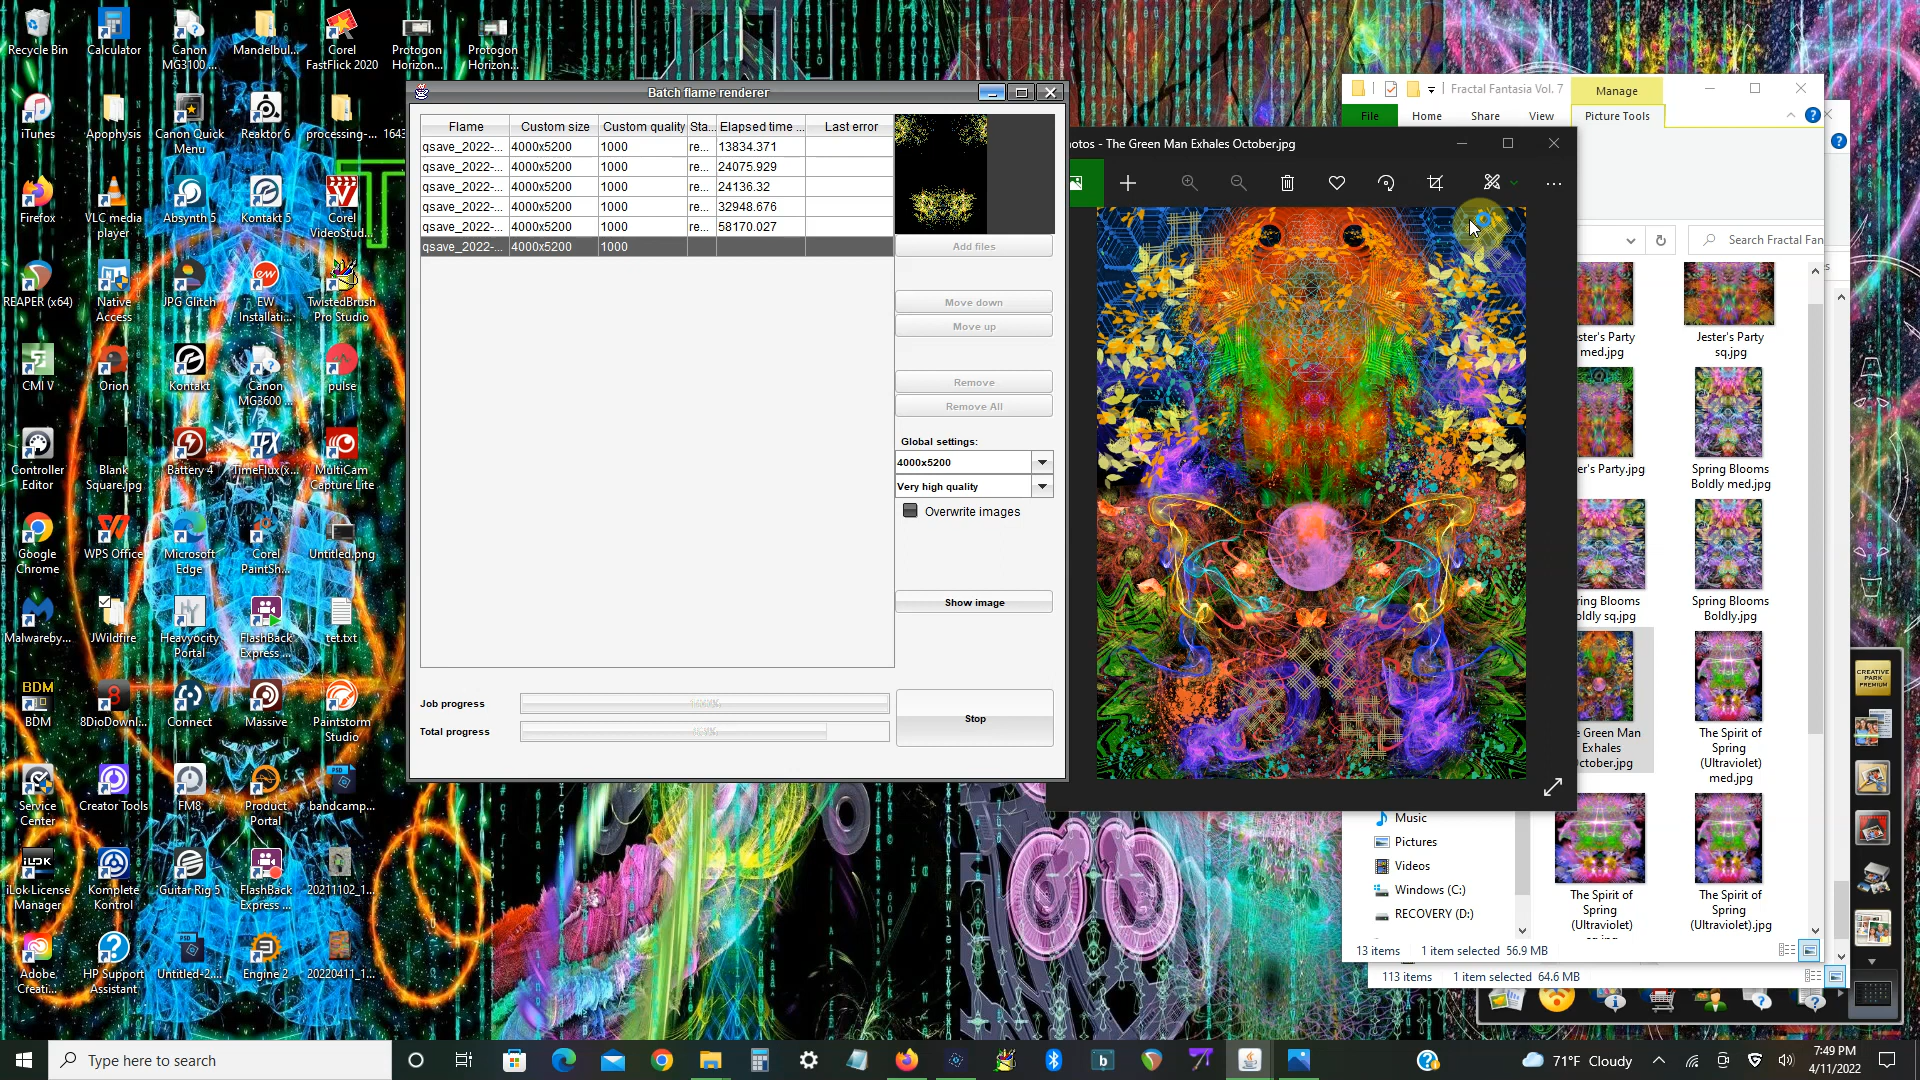 Recycle Bin
Calculator
Canon MG3100 ...
Mandelbul...
Corel FastFlick 2020
Protogon Horizon...
Protogon Horizon...
iTunes
Apophysis
Canon Quick Menu
Reaktor 6
processing-...
1643
Firefox
VLC media player
Absynth 5
Kontakt 5
Corel VideoStud...
REAPER (x64)
Native Access
JPG Glitch
EW Installati...
TwistedBrush Pro Studio
CMI V
Orion
Kontakt
Canon MG3600 ...
pulse
Controller Editor
Blank Square.jpg
Battery 4
TimeFlux(x...
MultiCam Capture Lite
Google Chrome
WPS Office
Microsoft Edge
Corel PaintSh...
Untitled.png
Malwareby...
JWildfire
Heavyocity Portal
FlashBack Express ...
tet.txt
BDM
BDM
8DioDownl...
Connect
Massive
Paintstorm Studio
Service Center
Creator Tools
FM8
Product Portal
bandcamp...
iLok License Manager
Komplete Kontrol
Guitar Rig 5
FlashBack Express ...
20211102_1...
Adobe Creati...
HP Support Assistant
Untitled-2....
Engine 2
20220411_1...
Batch flame renderer
Flame Custom size Custom quality Sta... Elapsed time ... Last error
qsave_2022-... 4000x5200 1000 re... 13834.371
qsave_2022-... 4000x5200 1000 re... 24075.929
qsave_2022-... 4000x5200 1000 re... 24136.32
qsave_2022-... 4000x5200 1000 re... 32948.676
qsave_2022-... 4000x5200 1000 re... 58170.027
qsave_2022-... 4000x5200 1000
Add files
Move down
Move up
Remove
Remove All
Global settings:
4000x5200
Very high quality
Overwrite images
Show image
Job progress
Total progress
Stop
otos - The Green Man Exhales October.jpg
Manage
Fractal Fantasia Vol. 7
File Home Share View Picture Tools
Search Fractal Fan
ster's Party med.jpg
Jester's Party sq.jpg
er's Party.jpg
Spring Blooms Boldly med.jpg
ring Blooms oldly sq.jpg
Spring Blooms Boldly.jpg
e Green Man Exhales ctober.jpg
The Spirit of Spring (Ultraviolet) med.jpg
The Spirit of Spring (Ultraviolet)
The Spirit of Spring (Ultraviolet).jpg
Music
Pictures
Videos
Windows (C:)
RECOVERY (D:)
13 items 1 item selected 56.9 MB
113 items 1 item selected 64.6 MB
CREATIVE PARK PREMIUM
Type here to search
71°F Cloudy
7:49 PM
4/11/2022